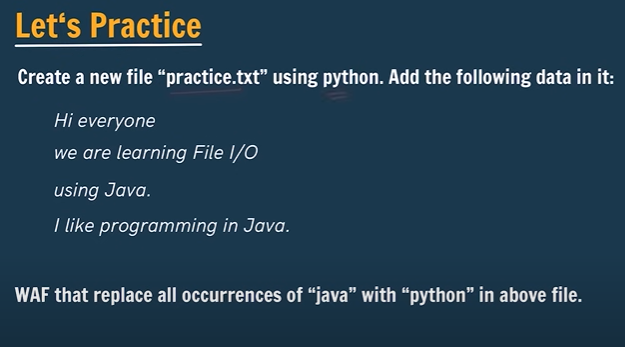 Let's Practice
Create a new file “practice.txt” using python. Add the following data in it:
Hi everyone
we are learning File I/O
using Java.
I like programming in Java.
WAF that replace all occurrences of “java” with “python” in above file.